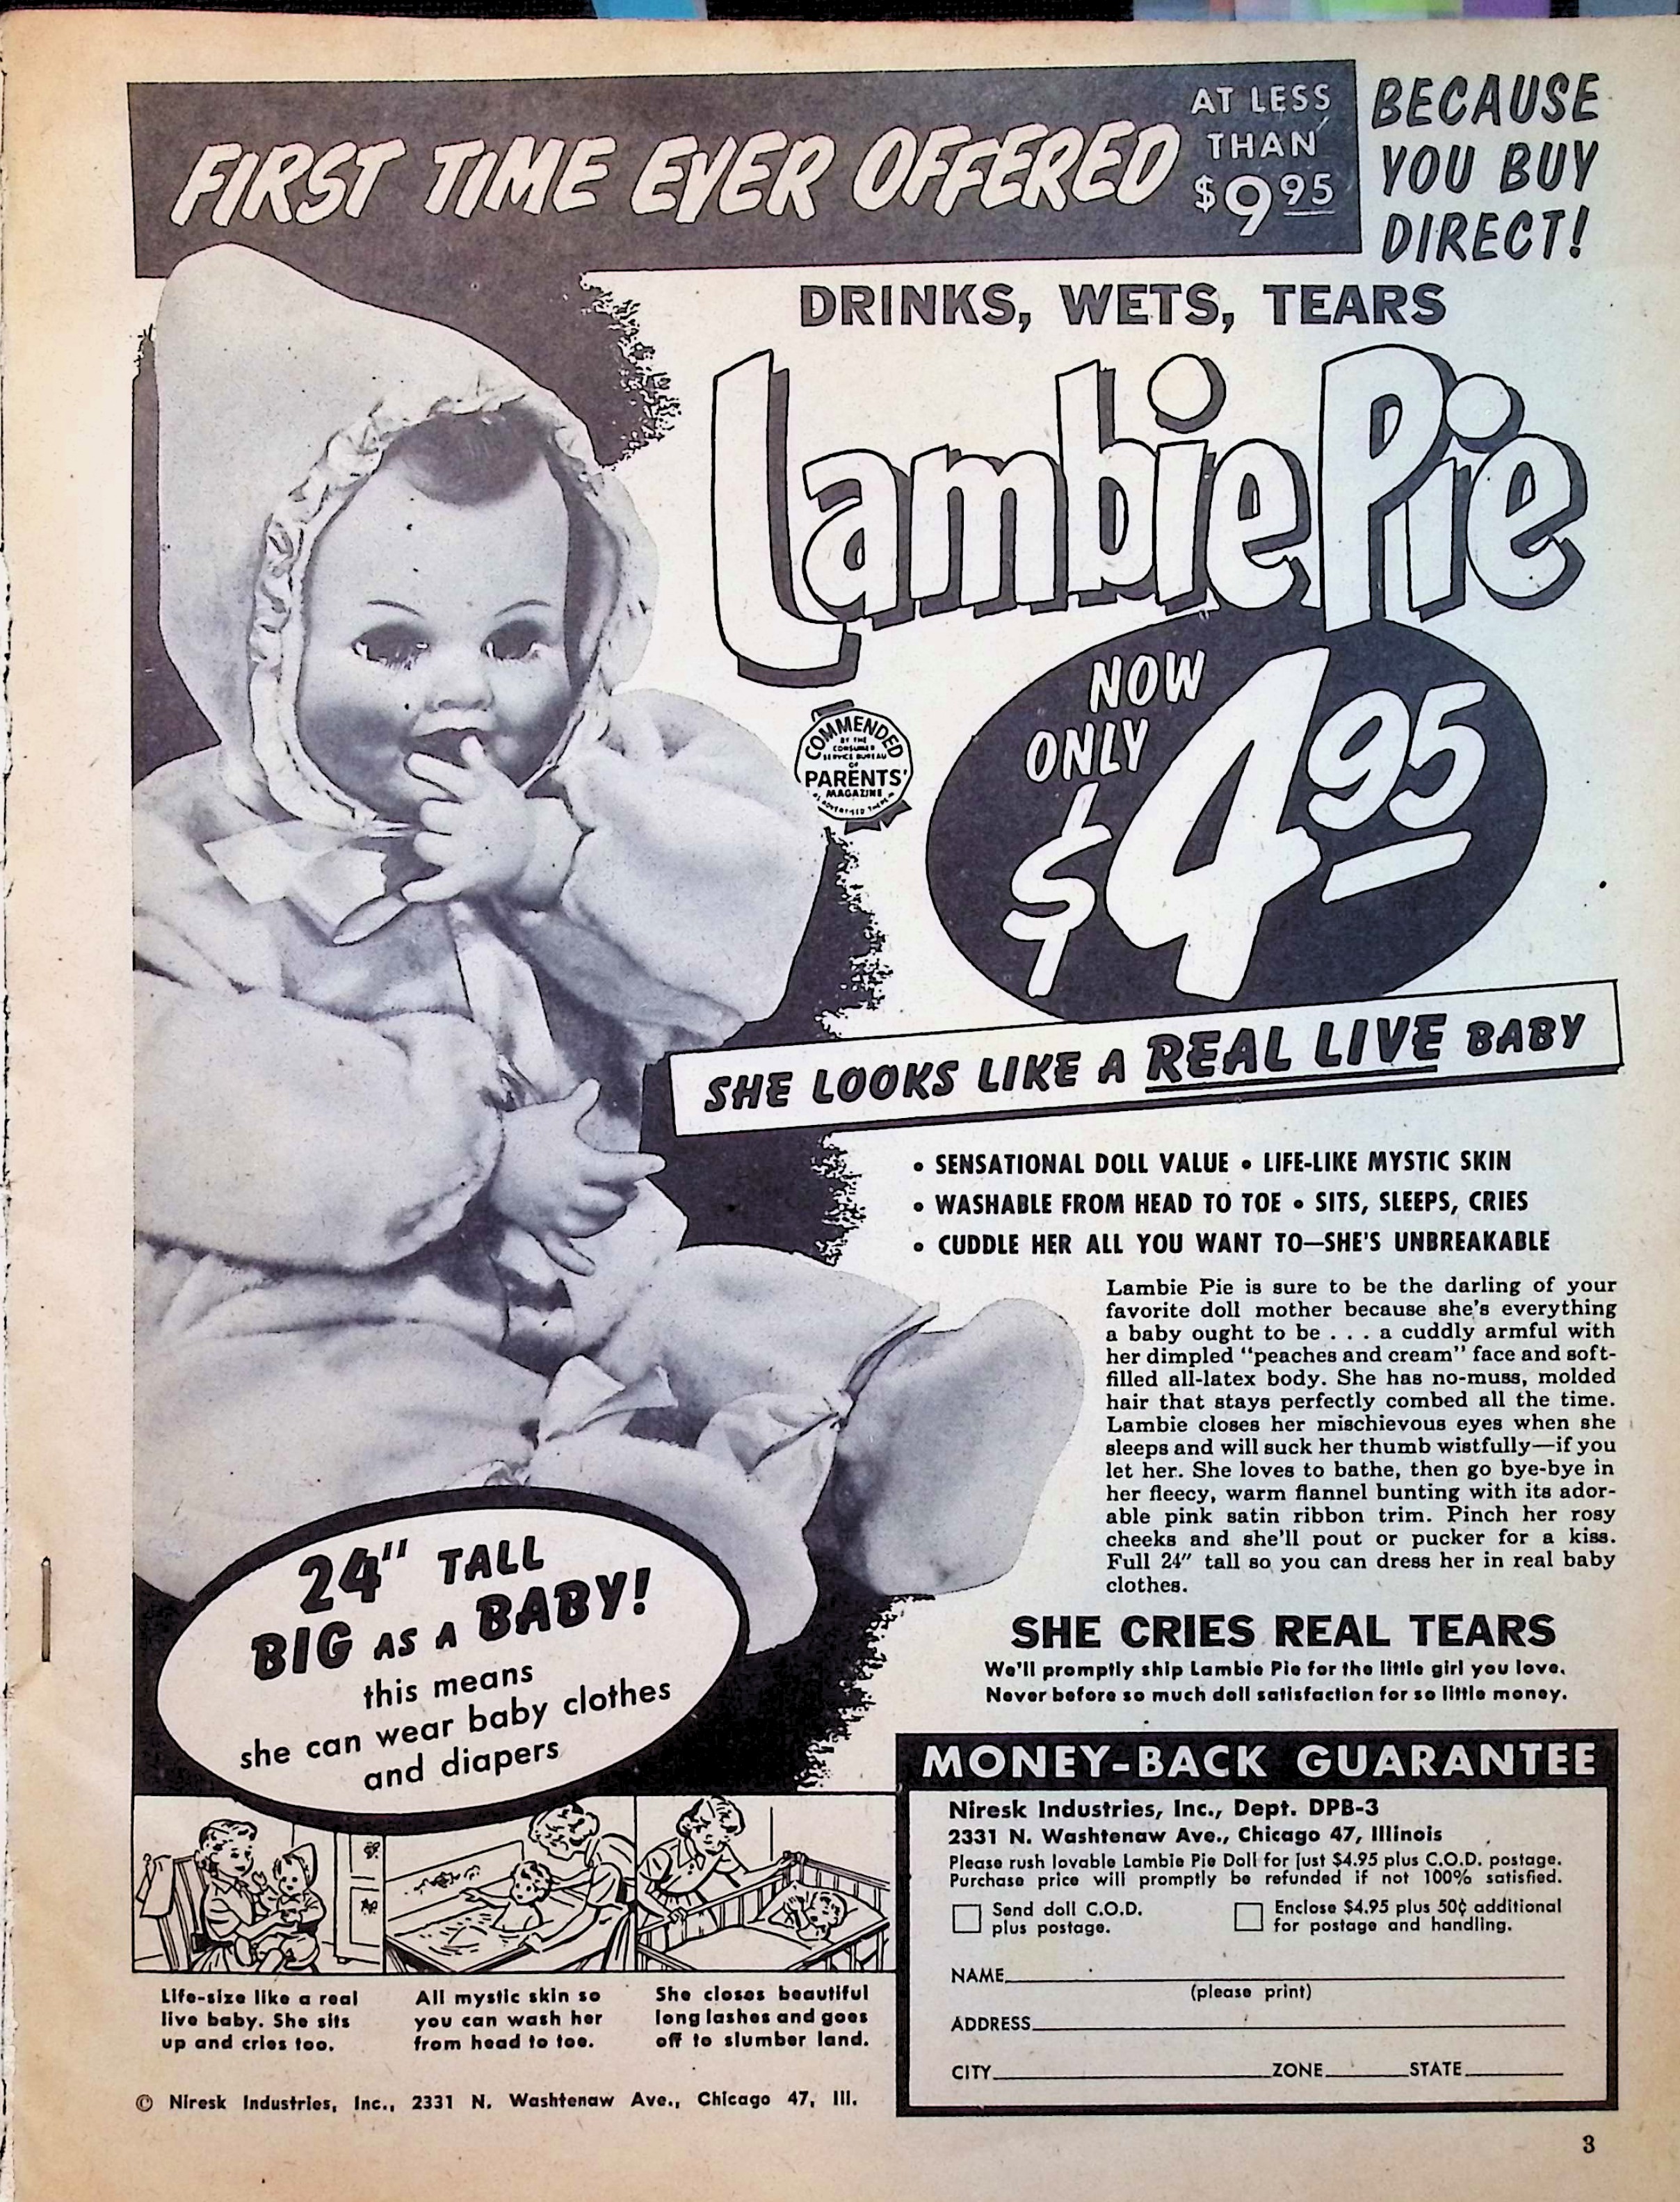 FIRST TIME EVER OFFERED
AT LESS
THAN
$9.95
BECAUSE
YOU BUY
DIRECT!
DRINKS, WETS, TEARS
Lambie Pie
NOW
ONLY
$4.95
COMMENDED
BY THE
CONSUMER
SERVICE BUREAU
OF
PARENTS'
MAGAZINE
AS ADVERTISED THEREIN
SHE LOOKS LIKE A REAL LIVE BABY
• SENSATIONAL DOLL VALUE • LIFE-LIKE MYSTIC SKIN
• WASHABLE FROM HEAD TO TOE • SITS, SLEEPS, CRIES
• CUDDLE HER ALL YOU WANT TO—SHE'S UNBREAKABLE
Lambie Pie is sure to be the darling of your
favorite doll mother because she's everything
a baby ought to be . . . a cuddly armful with
her dimpled "peaches and cream" face and soft-
filled all-latex body. She has no-muss, molded
hair that stays perfectly combed all the time.
Lambie closes her mischievous eyes when she
sleeps and will suck her thumb wistfully—if you
let her. She loves to bathe, then go bye-bye in
her fleecy, warm flannel bunting with its ador-
able pink satin ribbon trim. Pinch her rosy
cheeks and she'll pout or pucker for a kiss.
Full 24" tall so you can dress her in real baby
clothes.
24" TALL
BIG AS A BABY!
this means
she can wear baby clothes
and diapers
SHE CRIES REAL TEARS
We'll promptly ship Lambie Pie for the little girl you love.
Never before so much doll satisfaction for so little money.
Life-size like a real
live baby. She sits
up and cries too.
All mystic skin so
you can wash her
from head to toe.
She closes beautiful
long lashes and goes
off to slumber land.
© Niresk Industries, Inc., 2331 N. Washtenaw Ave., Chicago 47, Ill.
MONEY-BACK GUARANTEE
Niresk Industries, Inc., Dept. DPB-3
2331 N. Washtenaw Ave., Chicago 47, Illinois
Please rush lovable Lambie Pie Doll for just $4.95 plus C.O.D. postage.
Purchase price will promptly be refunded if not 100% satisfied.
Send doll C.O.D.
plus postage.
Enclose $4.95 plus 50¢ additional
for postage and handling.
NAME
(please print)
ADDRESS
CITY ZONE STATE
3